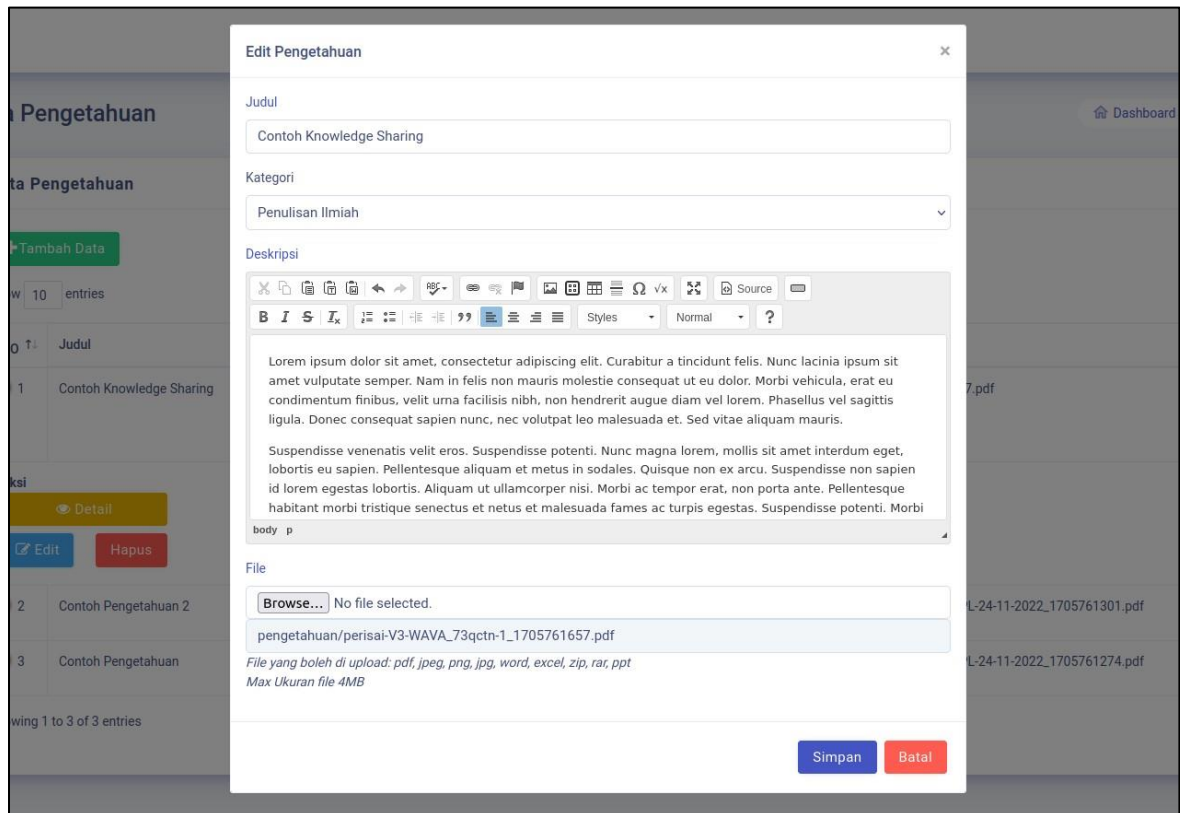 Edit Pengetahuan
×
Pengetahuan
Dashboard
Judul
Contoh Knowledge Sharing
Kategori
Penulisan Ilmiah
Pengetahuan
+Tambah Data
10 entries
Judul
1 Contoh Knowledge Sharing
7.pdf
Detail
Edit Hapus
2 Contoh Pengetahuan 2
L-24-11-2022_1705761301.pdf
3 Contoh Pengetahuan
L-24-11-2022_1705761274.pdf
wing 1 to 3 of 3 entries
Deskripsi
Source
B I S Ix Styles Normal ?
Lorem ipsum dolor sit amet, consectetur adipiscing elit. Curabitur a tincidunt felis. Nunc lacinia ipsum sit
amet vulputate semper. Nam in felis non mauris molestie consequat ut eu dolor. Morbi vehicula, erat eu
condimentum finibus, velit urna facilisis nibh, non hendrerit augue diam vel lorem. Phasellus vel sagittis
ligula. Donec consequat sapien nunc, nec volutpat leo malesuada et. Sed vitae aliquam mauris.
Suspendisse venenatis velit eros. Suspendisse potenti. Nunc magna lorem, mollis sit amet interdum eget,
lobortis eu sapien. Pellentesque aliquam et metus in sodales. Quisque non ex arcu. Suspendisse non sapien
id lorem egestas lobortis. Aliquam ut ullamcorper nisi. Morbi ac tempor erat, non porta ante. Pellentesque
habitant morbi tristique senectus et netus et malesuada fames ac turpis egestas. Suspendisse potenti. Morbi
body p
File
Browse... No file selected.
pengetahuan/perisai-V3-WAVA_73qctn-1_1705761657.pdf
File yang boleh di upload: pdf, jpeg, png, jpg, word, excel, zip, rar, ppt
Max Ukuran file 4MB
Simpan Batal